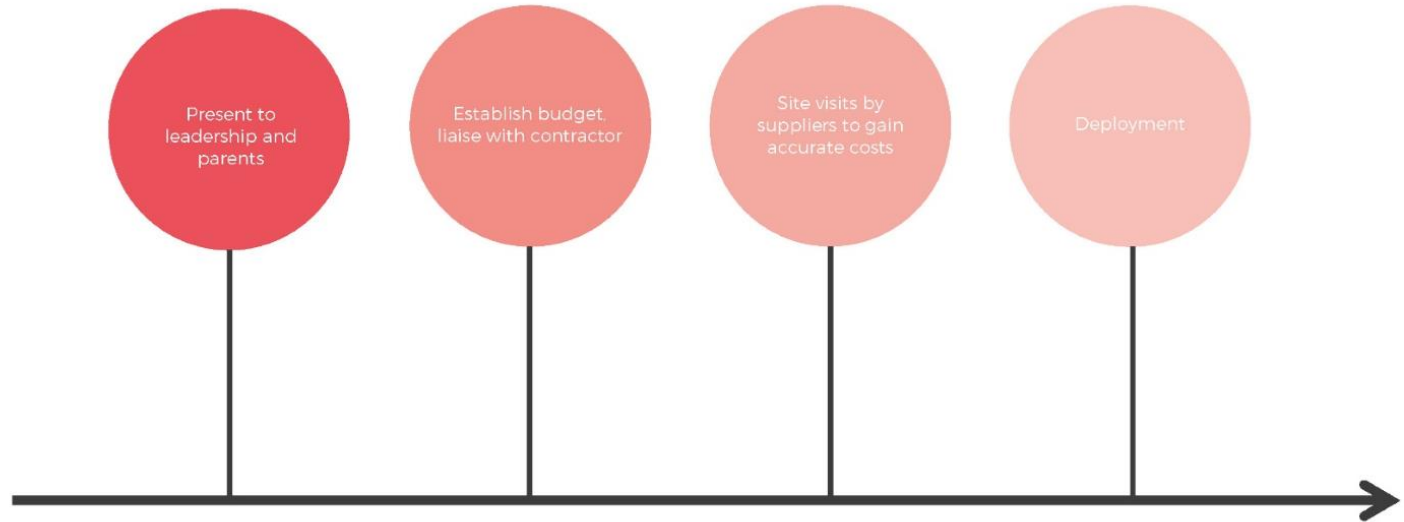 Present to
leadership and
parents
Establish budget,
liaise with contractor
Site visits by
suppliers to gain
accurate costs
Deployment